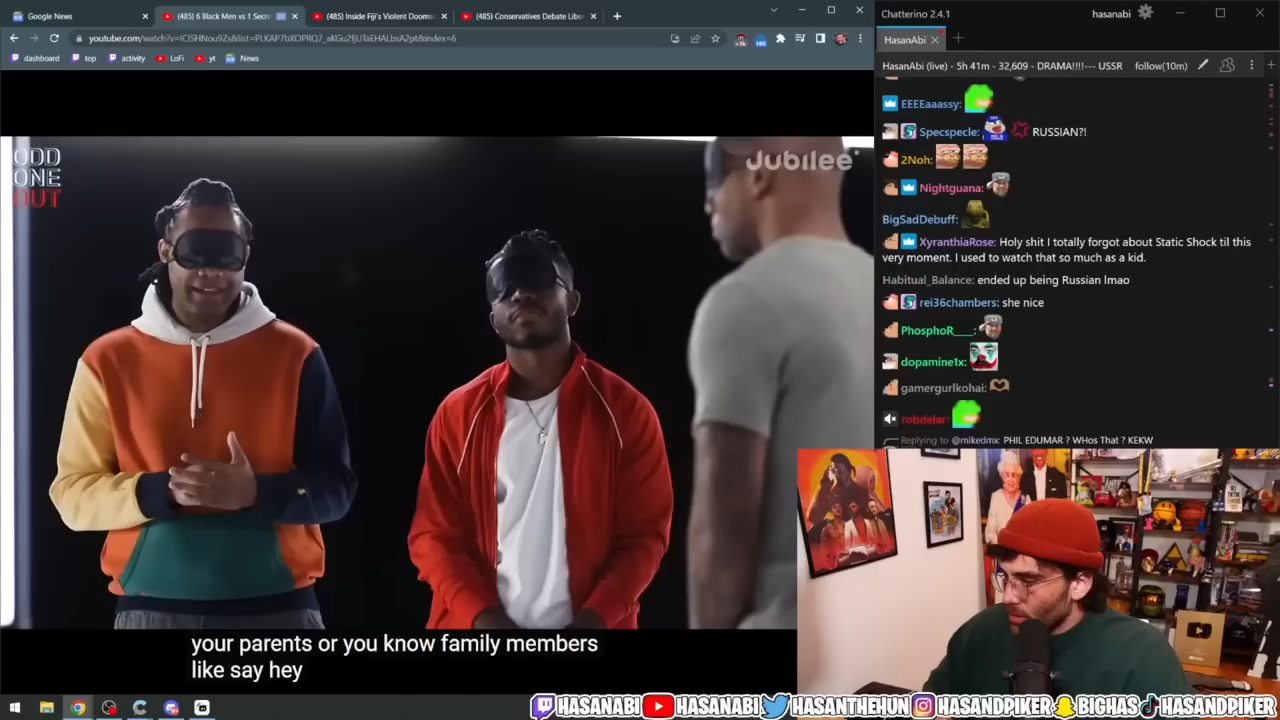 Google News
(485) 6 Black Men vs 1 Secre
(485) Inside Fiji's Violent Dooms
(485) Conservatives Debate Liber
youtube.com/watch?v=ICISHNou9Zs&list=PLKAP7bXOPRQ7_aKGu2fjUTaEHALbsA2pt&index=6
dashboard
top
activity
LoFi
yt
News
Chatterino 2.4.1
hasanabi
HasanAbi
HasanAbi (live) - 5h 41m - 32,609 - DRAMA!!!!--- USSR
follow(10m)
EEEEaaassy:
Specspecle: RUSSIAN?!
2Noh:
Nightguana:
BigSadDebuff:
XyranthiaRose: Holy shit I totally forgot about Static Shock til this
very moment. I used to watch that so much as a kid.
Habitual_Balance: ended up being Russian lmao
rei36chambers: she nice
PhosphoR___:
dopamine1x:
gamergurlkohai:
robdelar:
Replying to @mikedmx: PHIL EDUMAR ? WHos That ? KEKW
ODD
ONE
OUT
Jubilee
your parents or you know family members
like say hey
HASANABI
HASANABI
HASANTHEHUN
HASANDPIKER
BIGHAS
HASANDPIKER